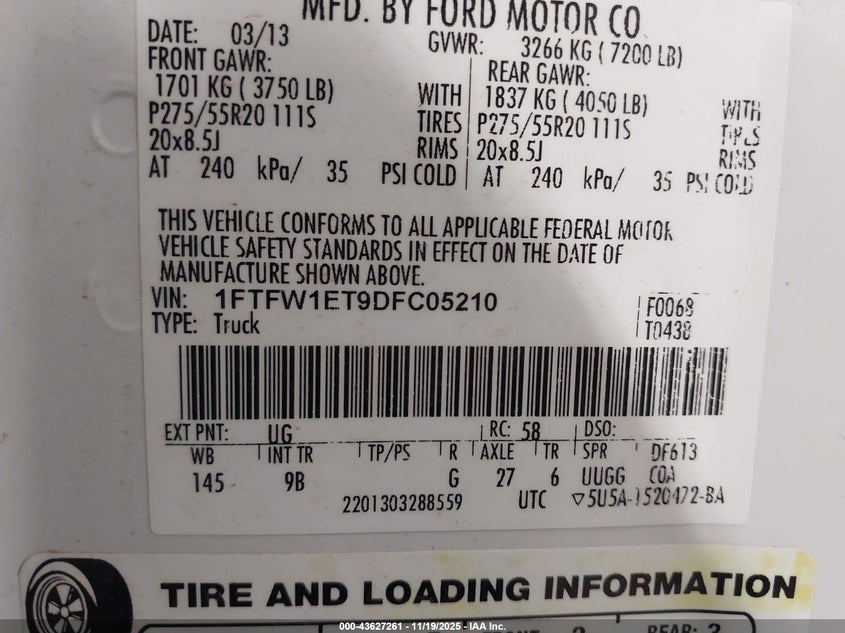 MFD. BY FORD MOTOR CO
DATE: 03/13 GVWR: 3266 KG ( 7200 LB)
FRONT GAWR: REAR GAWR:
1701 KG ( 3750 LB) WITH 1837 KG ( 4050 LB) WITH
P275/55R20 111S TIRES P275/55R20 111S TIRES
20x8.5J RIMS 20x8.5J RIMS
AT 240 kPa/ 35 PSI COLD AT 240 kPa/ 35 PSI COLD
THIS VEHICLE CONFORMS TO ALL APPLICABLE FEDERAL MOTOR
VEHICLE SAFETY STANDARDS IN EFFECT ON THE DATE OF
MANUFACTURE SHOWN ABOVE.
VIN: 1FTFW1ET9DFC05210 F0068
TYPE: Truck T0438
EXT PNT: UG RC: 58 DSO:
WB INT TR TP/PS R AXLE TR SPR DF613
145 9B G 27 6 UUGG COA
2201303288559 UTC ▽5U5A-1520472-BA
TIRE AND LOADING INFORMATION
REAR: 3
000-43627261 - 11/19/2025 - IAA Inc.